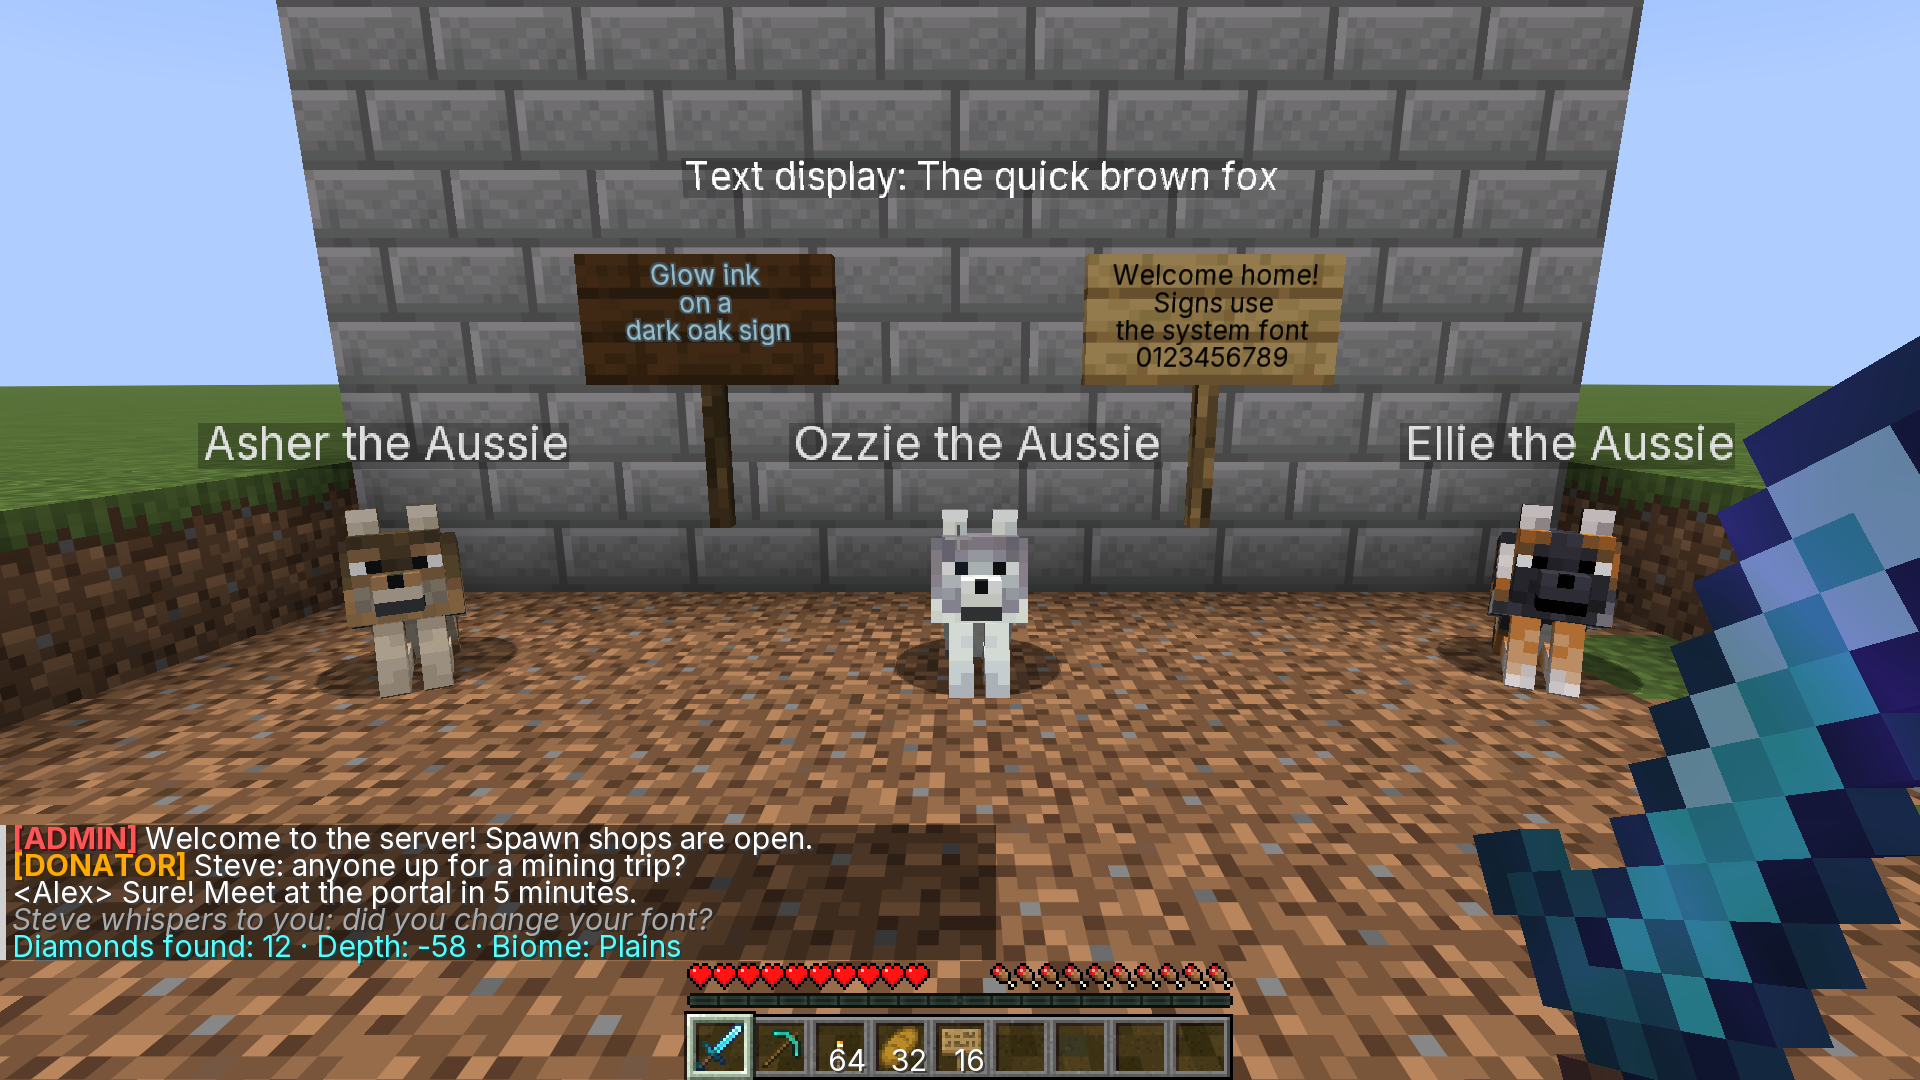 Text display: The quick brown fox
Glow ink
on a
dark oak sign
Welcome home!
Signs use
the system font
0123456789
Asher the Aussie
Ozzie the Aussie
Ellie the Aussie
[ADMIN] Welcome to the server! Spawn shops are open.
[DONATOR] Steve: anyone up for a mining trip?
<Alex> Sure! Meet at the portal in 5 minutes.
Steve whispers to you: did you change your font?
Diamonds found: 12 · Depth: -58 · Biome: Plains
64 32 16